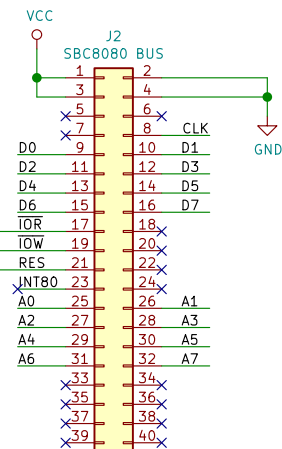 VCC
J2
SBC8080 BUS
1 2
3 4
5 6
7 8 CLK
GND
D0 9 10 D1
D2 11 12 D3
D4 13 14 D5
D6 15 16 D7
IOR 17 18
IOW 19 20
RES 21 22
INT80 23 24
A0 25 26 A1
A2 27 28 A3
A4 29 30 A5
A6 31 32 A7
33 34
35 36
37 38
39 40